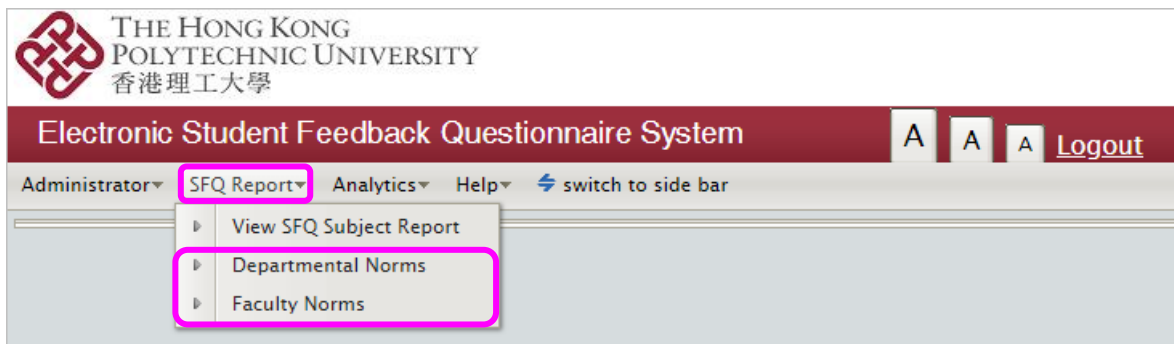 THE HONG KONG
POLYTECHNIC UNIVERSITY
香港理工大學
Electronic Student Feedback Questionnaire System
A A A Logout
Administrator SFQ Report Analytics Help switch to side bar
View SFQ Subject Report
Departmental Norms
Faculty Norms